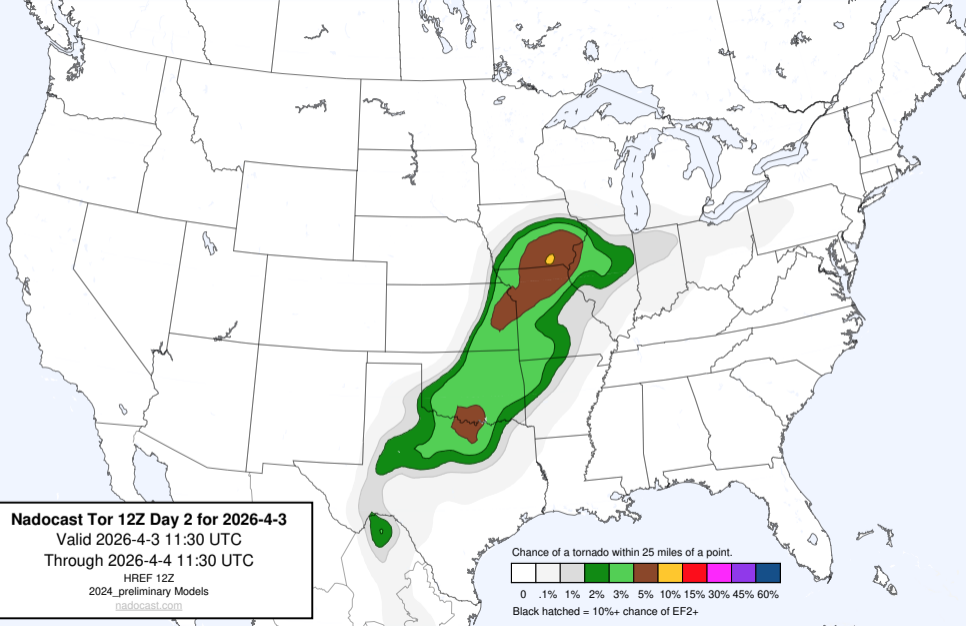 Nadocast Tor 12Z Day 2 for 2026-4-3
Valid 2026-4-3 11:30 UTC
Through 2026-4-4 11:30 UTC
HREF 12Z
2024_preliminary Models
nadocast.com
Chance of a tornado within 25 miles of a point.
0 .1% 1% 2% 3% 5% 10% 15% 30% 45% 60%
Black hatched = 10%+ chance of EF2+